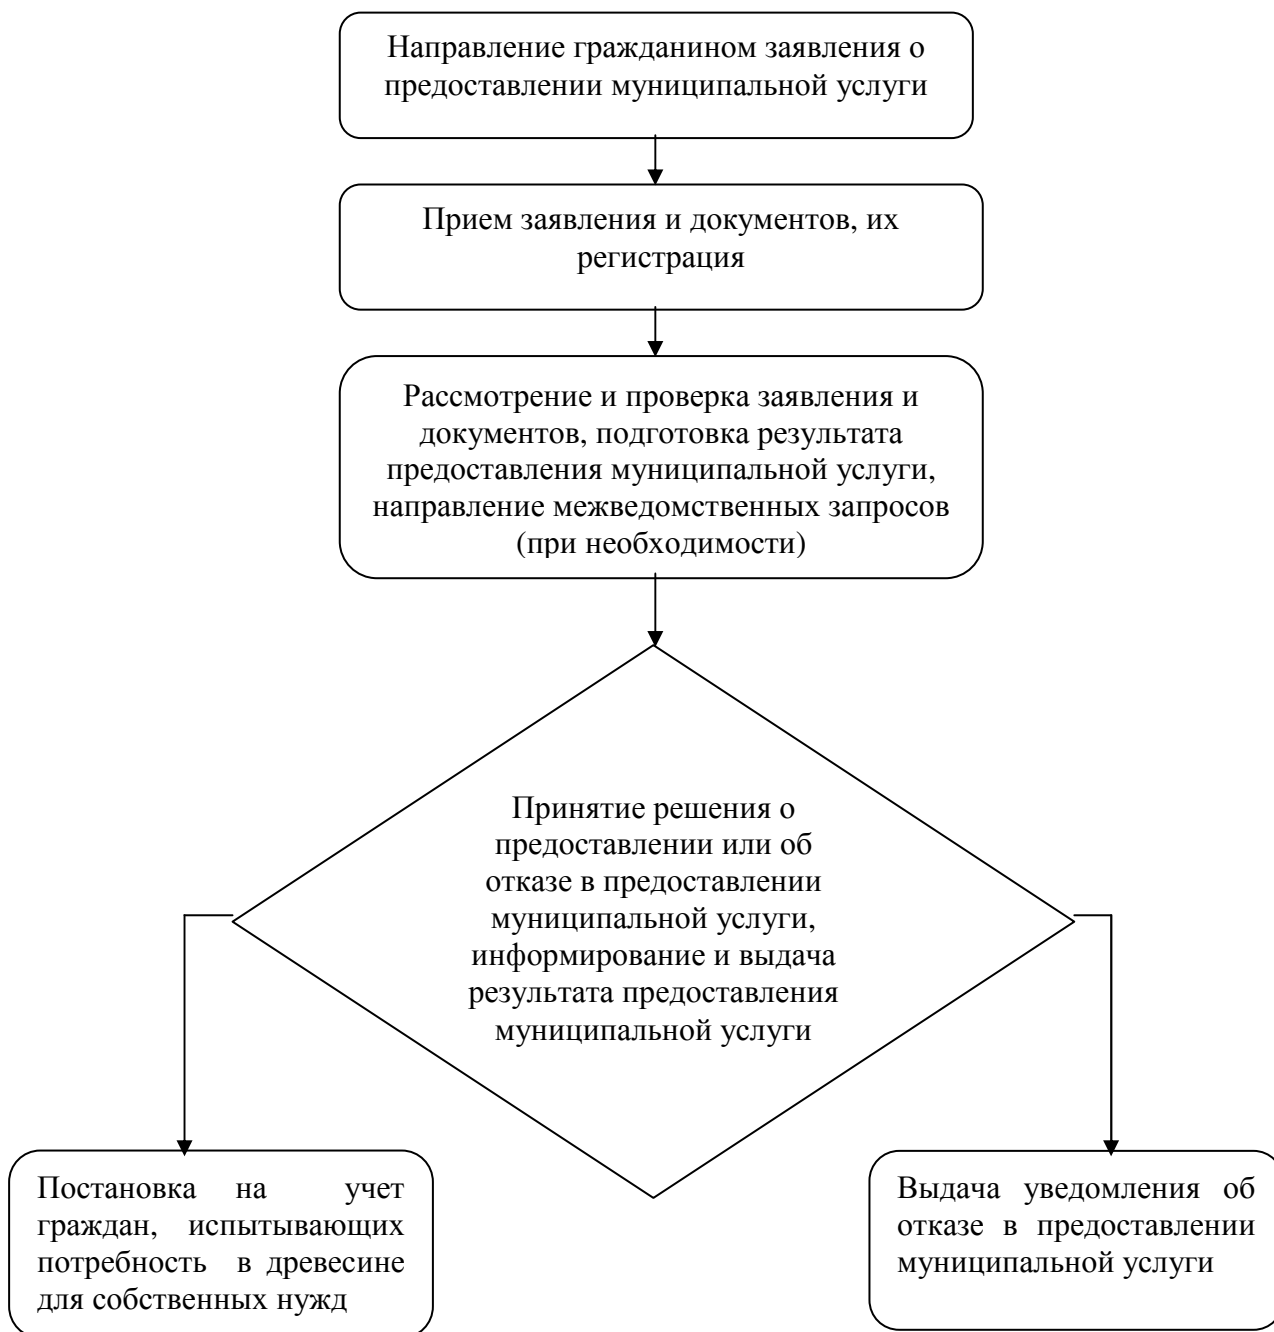 Направление гражданином заявления о
предоставлении муниципальной услуги
Прием заявления и документов, их
регистрация
Рассмотрение и проверка заявления и
документов, подготовка результата
предоставления муниципальной услуги,
направление межведомственных запросов
(при необходимости)
Принятие решения о
предоставлении или об
отказе в предоставлении
муниципальной услуги,
информирование и выдача
результата предоставления
муниципальной услуги
Постановка на учет
граждан, испытывающих
потребность в древесине
для собственных нужд
Выдача уведомления об
отказе в предоставлении
муниципальной услуги